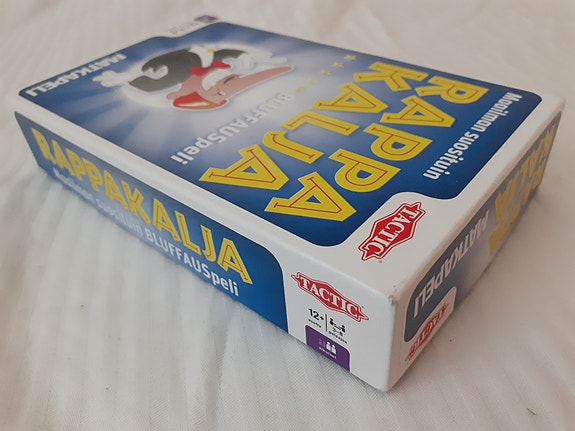 Maailman suosituin
RAPPA
KALJA
BLUFFAUSpeli
MATKAPELI
TACTIC
RAPPAKALJA
Maailman suosituin BLUFFAUSpeli
TACTIC
12+
MATKAPELI
TACTIC